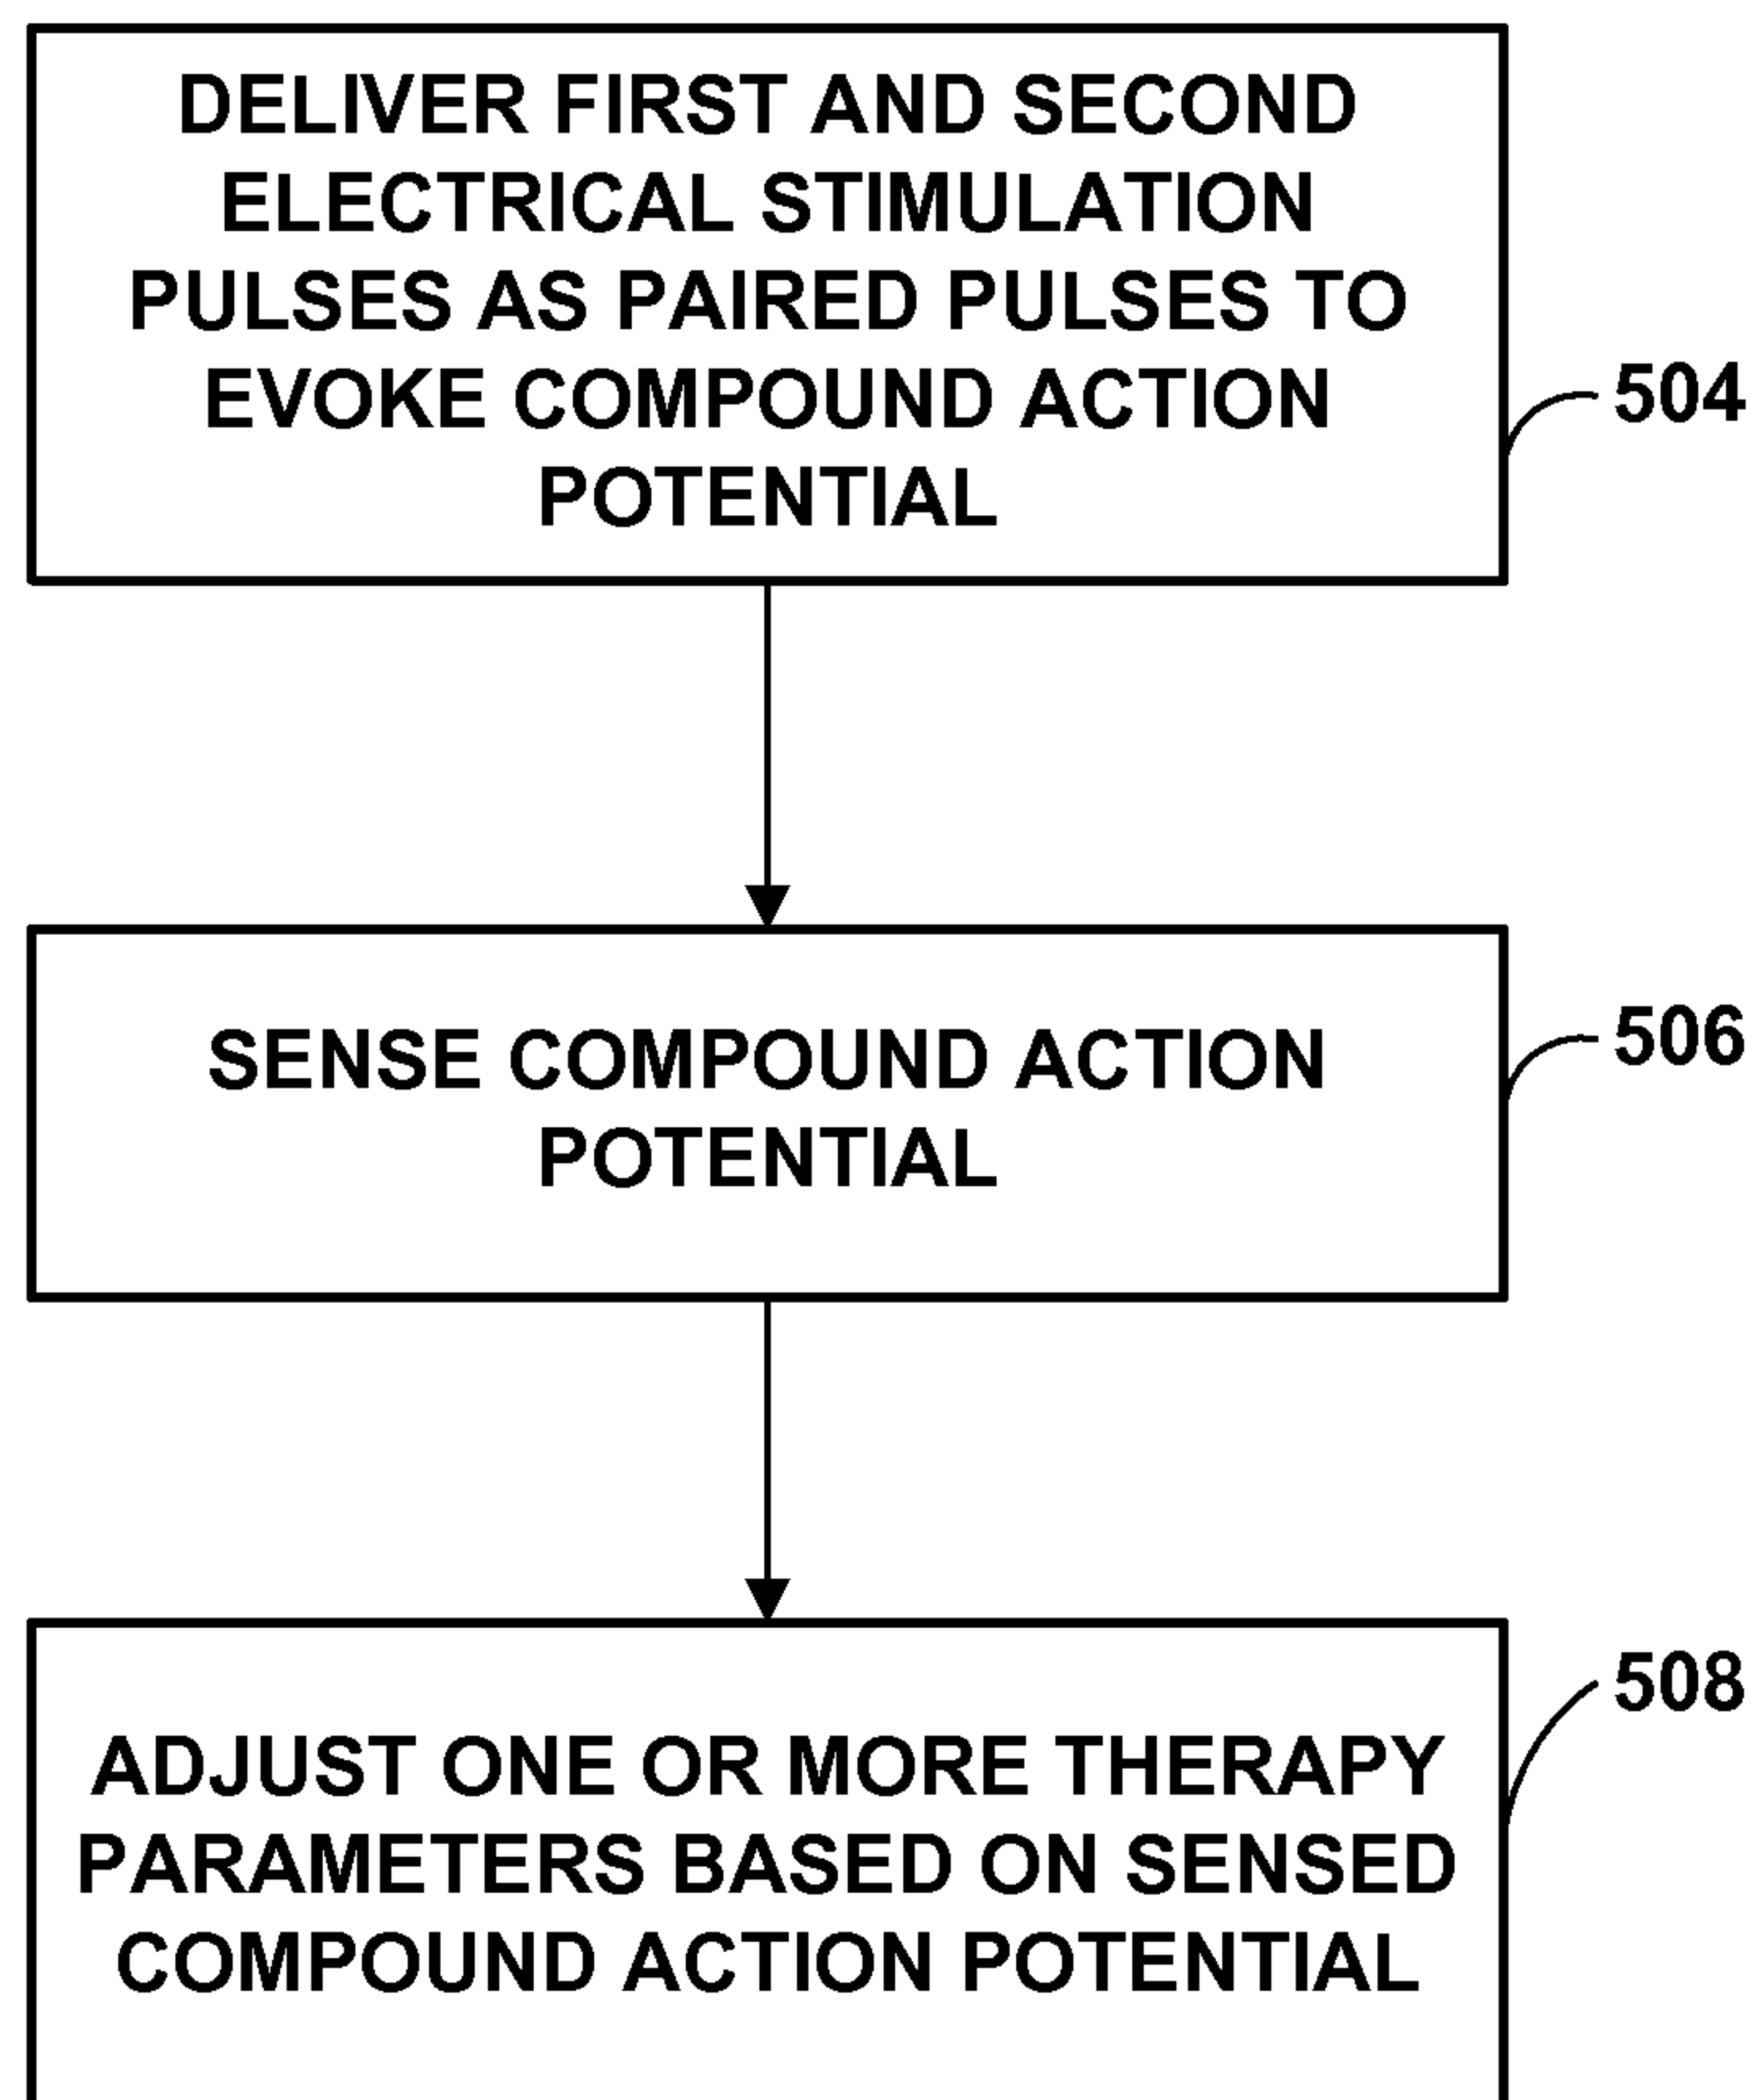 DELIVER FIRST AND SECOND
ELECTRICAL STIMULATION
PULSES AS PAIRED PULSES TO
EVOKE COMPOUND ACTION
POTENTIAL
504
SENSE COMPOUND ACTION
POTENTIAL
506
ADJUST ONE OR MORE THERAPY
PARAMETERS BASED ON SENSED
COMPOUND ACTION POTENTIAL
508